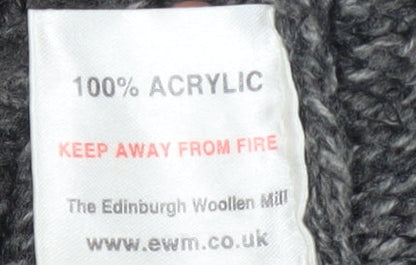 100% ACRYLIC
KEEP AWAY FROM FIRE
The Edinburgh Woollen Mill
www.ewm.co.uk